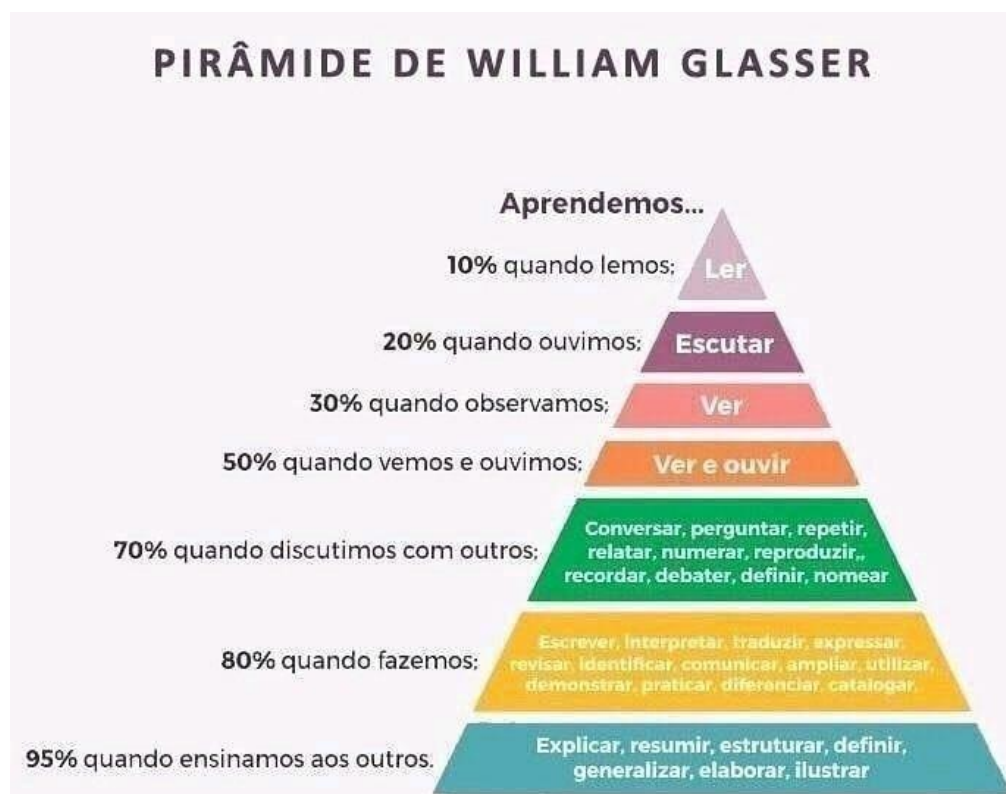 PIRÂMIDE DE WILLIAM GLASSER
Aprendemos...
10% quando lemos;
Ler
20% quando ouvimos;
Escutar
30% quando observamos;
Ver
50% quando vemos e ouvimos;
Ver e ouvir
70% quando discutimos com outros;
Conversar, perguntar, repetir,
relatar, numerar, reproduzir,,
recordar, debater, definir, nomear
80% quando fazemos;
Escrever, interpretar, traduzir, expressar,
revisar, identificar, comunicar, ampliar, utilizar,
demonstrar, praticar, diferenciar, catalogar.
95% quando ensinamos aos outros.
Explicar, resumir, estruturar, definir,
generalizar, elaborar, ilustrar